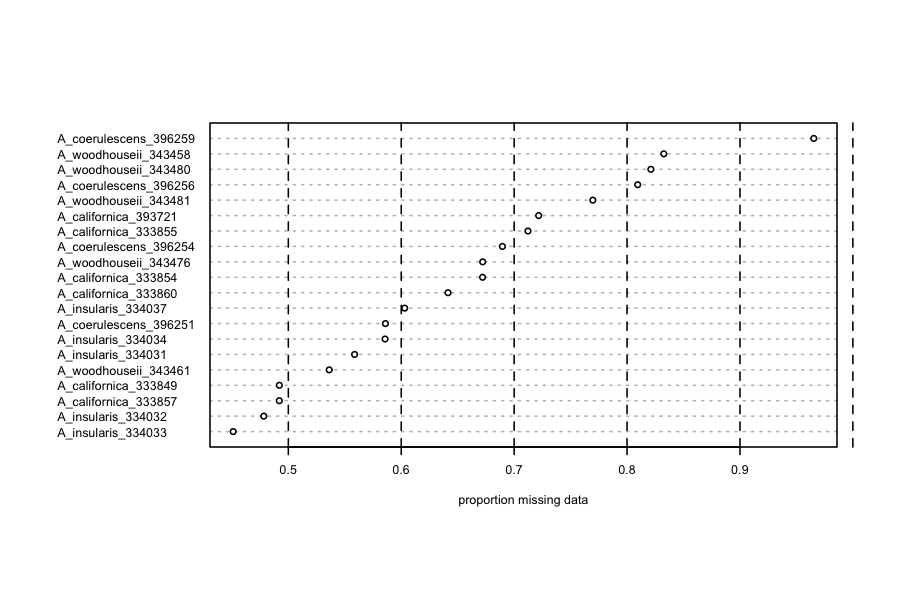 A_coerulescens_396259
A_woodhouseii_343458
A_woodhouseii_343480
A_coerulescens_396256
A_woodhouseii_343481
A_californica_393721
A_californica_333855
A_coerulescens_396254
A_woodhouseii_343476
A_californica_333854
A_californica_333860
A_insularis_334037
A_coerulescens_396251
A_insularis_334034
A_insularis_334031
A_woodhouseii_343461
A_californica_333849
A_californica_333857
A_insularis_334032
A_insularis_334033
0.5 0.6 0.7 0.8 0.9
proportion missing data